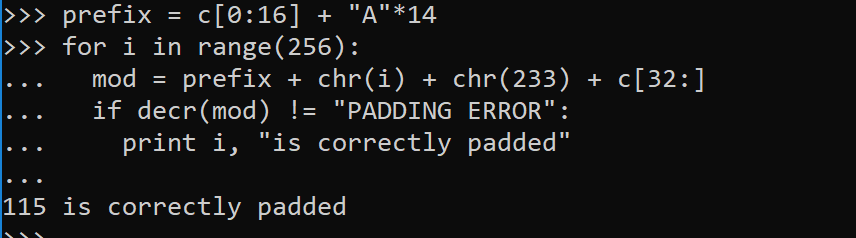 >>> prefix = c[0:16] + "A"*14
>>> for i in range(256):
...   mod = prefix + chr(i) + chr(233) + c[32:]
...   if decr(mod) != "PADDING ERROR":
...     print i, "is correctly padded"
...
115 is correctly padded
>>>